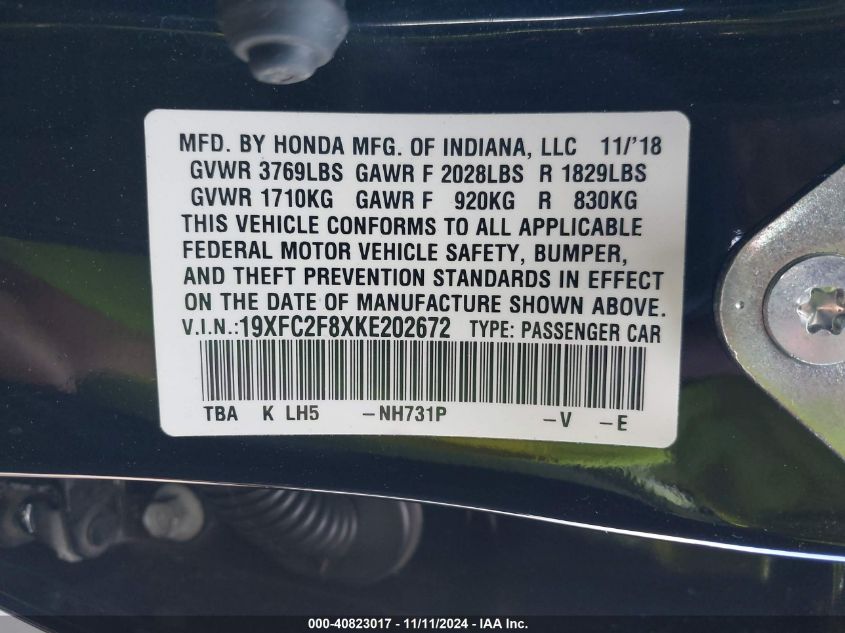 MFD. BY HONDA MFG. OF INDIANA, LLC 11/'18
GVWR 3769LBS GAWR F 2028LBS R 1829LBS
GVWR 1710KG GAWR F 920KG R 830KG
THIS VEHICLE CONFORMS TO ALL APPLICABLE
FEDERAL MOTOR VEHICLE SAFETY, BUMPER,
AND THEFT PREVENTION STANDARDS IN EFFECT
ON THE DATE OF MANUFACTURE SHOWN ABOVE.
V.I.N.:19XFC2F8XKE202672 TYPE: PASSENGER CAR
TBA K LH5 –NH731P –V –E
000-40823017 - 11/11/2024 - IAA Inc.